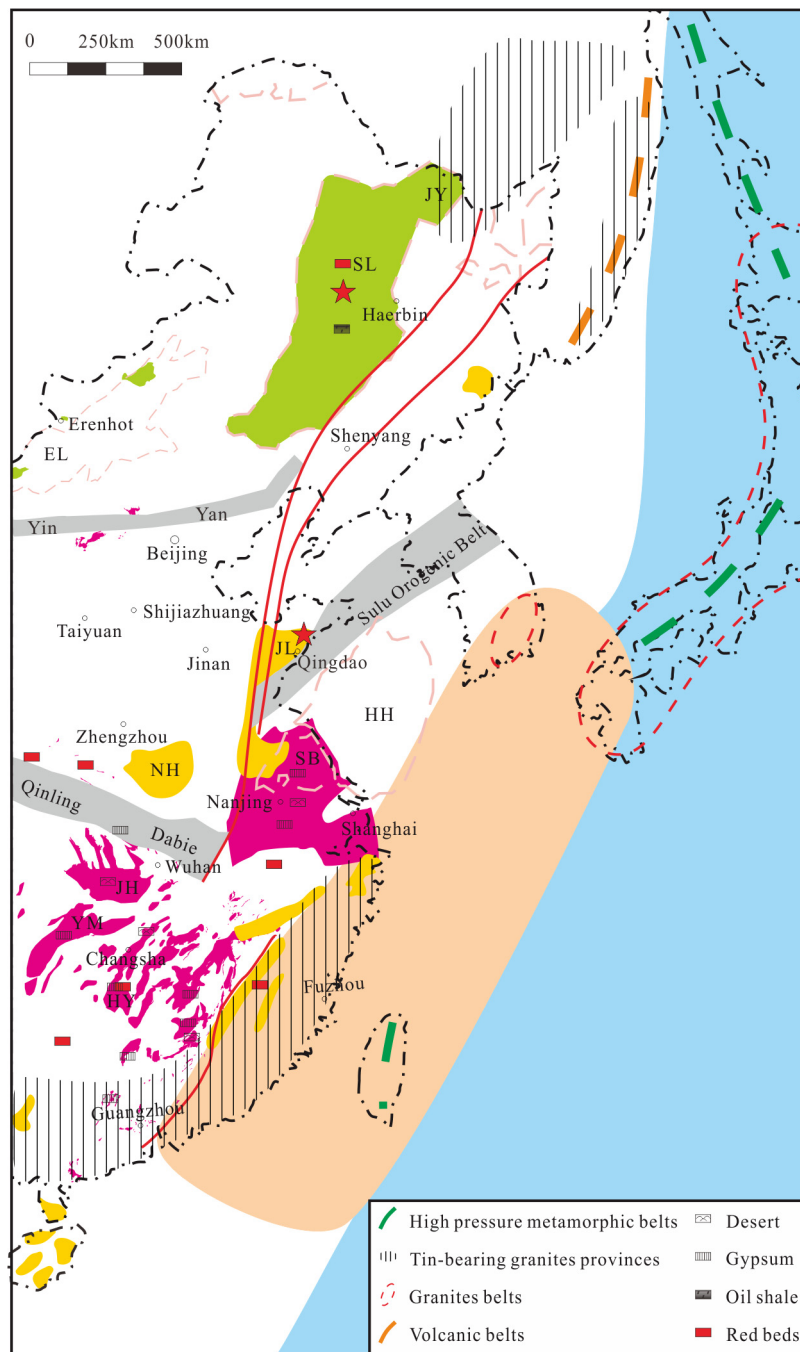 0 250km 500km
JY
SL
Haerbin
Erenhot
EL
Shenyang
Yin Yan
Beijing
Sulu Orogenic Belt
Shijiazhuang
Taiyuan
JL
Jinan
Qingdao
HH
Zhengzhou
NH
SB
Qinling
Nanjing
Dabie
Shanghai
Wuhan
JH
YM
Changsha
HY
Fuzhou
Guangzhou
High pressure metamorphic belts
Desert
Tin-bearing granites provinces
Gypsum
Granites belts
Oil shale
Volcanic belts
Red beds